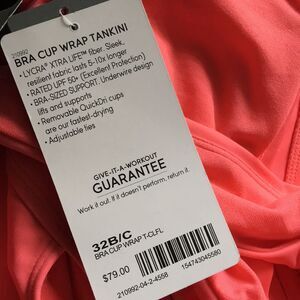 710992
BRA CUP WRAP TANKINI
• LYCRA® XTRA LIFE™ fiber. Sleek,
resilient fabric lasts 5-10x longer
• RATED UPF 50+ (Excellent Protection)
• BRA-SIZED SUPPORT. Underwire design
lifts and supports
• Removable QuickDri cups
are our fastest-drying
• Adjustable ties
GIVE-IT-A-WORKOUT
GUARANTEE
Work it out. If it doesn't perform, return it.
32B/C
BRA CUP WRAP T-CLFL
$79.00
154743045580
210992-04-2-4558